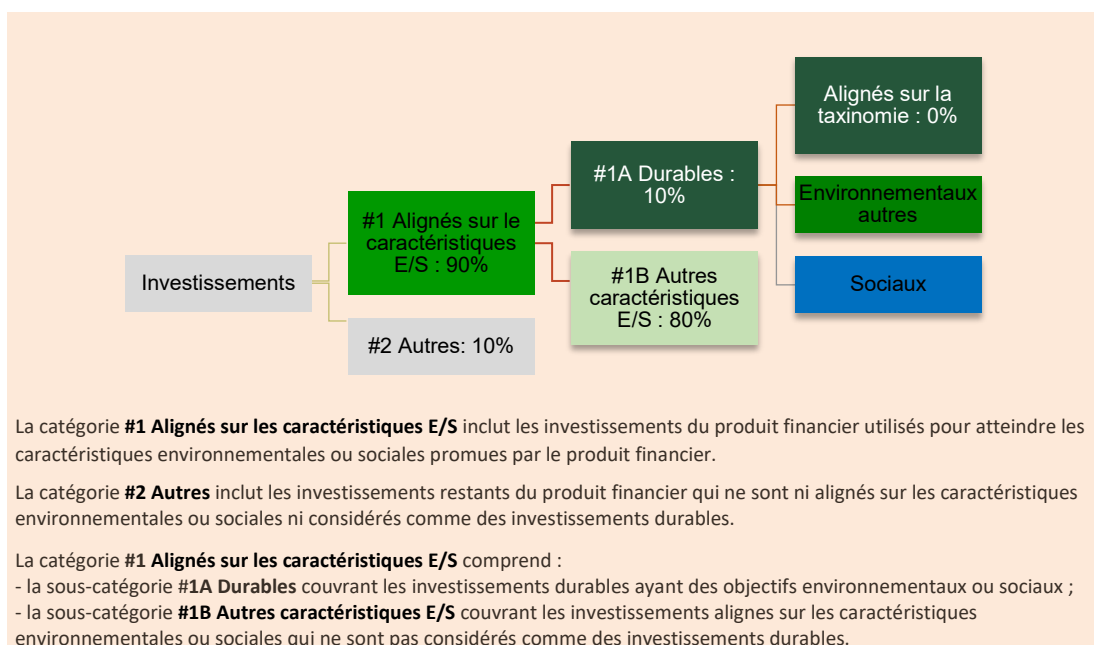 Alignés sur la
taxinomie : 0%
#1A Durables :
10%
Environnementaux
autres
#1 Alignés sur le
caractéristiques
E/S : 90%
Investissements
#1B Autres
caractéristiques
E/S : 80%
Sociaux
#2 Autres: 10%
La catégorie #1 Alignés sur les caractéristiques E/S inclut les investissements du produit financier utilisés pour atteindre les
caractéristiques environnementales ou sociales promues par le produit financier.
La catégorie #2 Autres inclut les investissements restants du produit financier qui ne sont ni alignés sur les caractéristiques
environnementales ou sociales ni considérés comme des investissements durables.
La catégorie #1 Alignés sur les caractéristiques E/S comprend :
- la sous-catégorie #1A Durables couvrant les investissements durables ayant des objectifs environnementaux ou sociaux ;
- la sous-catégorie #1B Autres caractéristiques E/S couvrant les investissements alignes sur les caractéristiques
environnementales ou sociales qui ne sont pas considérés comme des investissements durables.